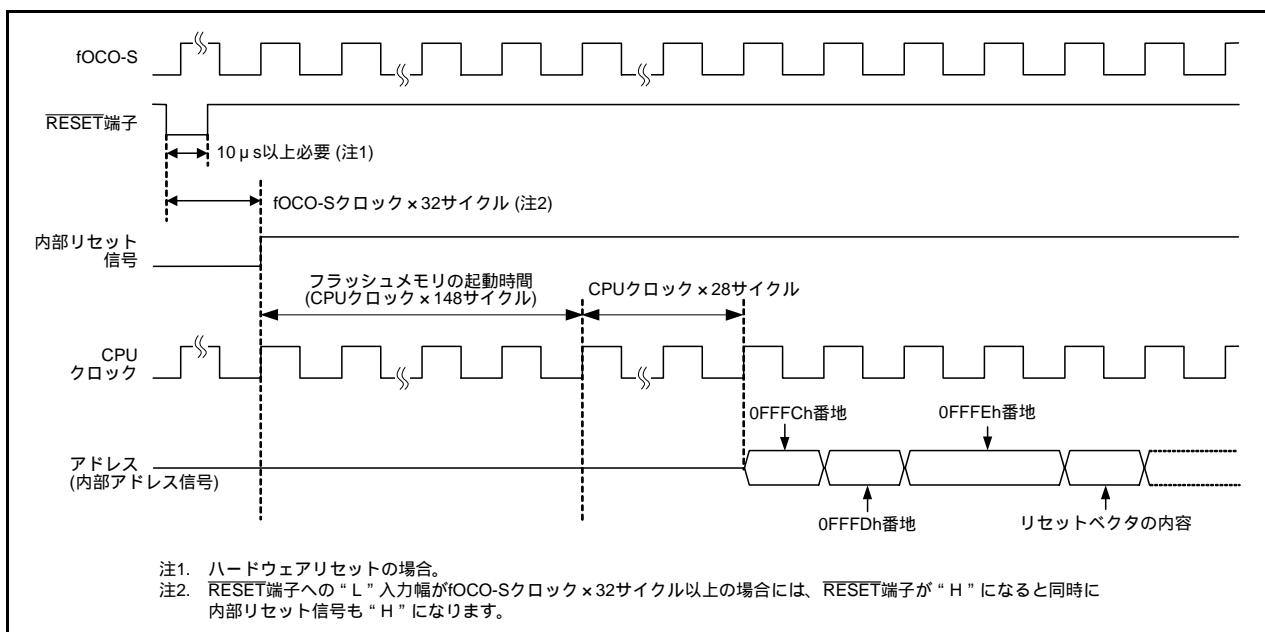 fOCO-S
RESET端子
10μs以上必要 (注1)
fOCO-Sクロック×32サイクル (注2)
内部リセット
信号
フラッシュメモリの起動時間
(CPUクロック×148サイクル)
CPUクロック×28サイクル
CPU
クロック
0FFFCh番地
0FFFEh番地
アドレス
(内部アドレス信号)
0FFFDh番地
リセットベクタの内容
注1. ハードウェアリセットの場合。
注2. RESET端子への“L”入力幅がfOCO-Sクロック×32サイクル以上の場合には、RESET端子が“H”になると同時に
内部リセット信号も“H”になります。